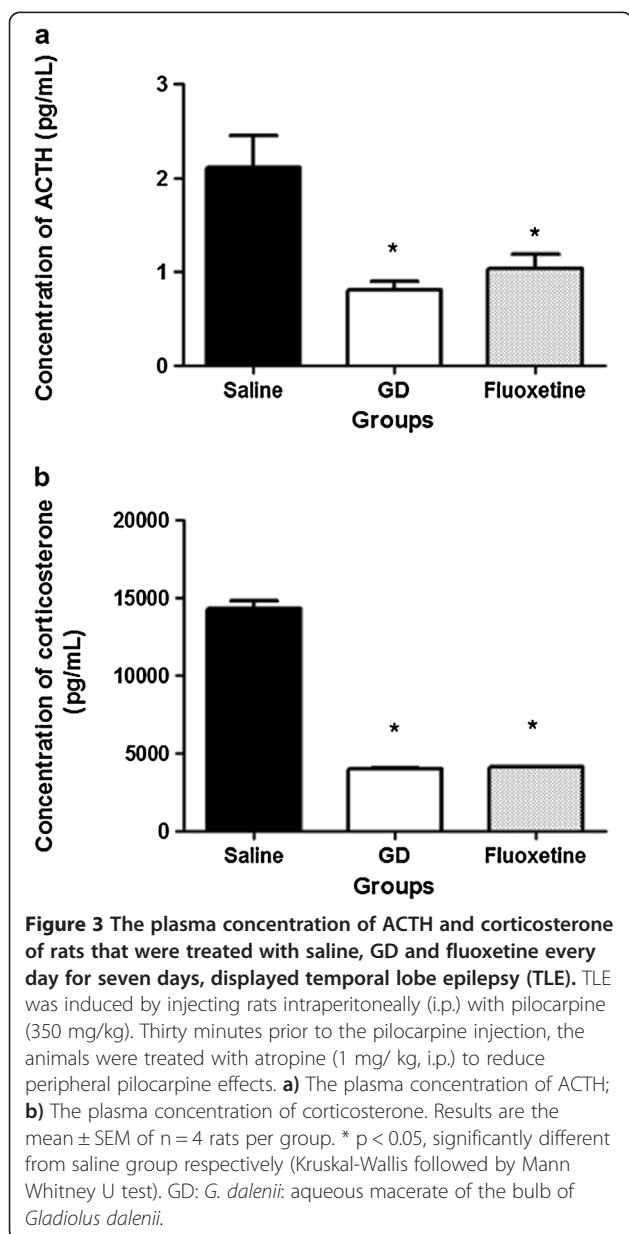 a
Concentration of ACTH (pg/mL)
3
2
1
0
*
*
Saline GD Fluoxetine
Groups
b
Concentration of corticosterone
(pg/mL)
20000
15000
10000
5000
0
*
*
Saline GD Fluoxetine
Groups
Figure 3 The plasma concentration of ACTH and corticosterone
of rats that were treated with saline, GD and fluoxetine every
day for seven days, displayed temporal lobe epilepsy (TLE). TLE
was induced by injecting rats intraperitoneally (i.p.) with pilocarpine
(350 mg/kg). Thirty minutes prior to the pilocarpine injection, the
animals were treated with atropine (1 mg/ kg, i.p.) to reduce
peripheral pilocarpine effects. a) The plasma concentration of ACTH;
b) The plasma concentration of corticosterone. Results are the
mean ± SEM of n = 4 rats per group. * p < 0.05, significantly different
from saline group respectively (Kruskal-Wallis followed by Mann
Whitney U test). GD: G. dalenii: aqueous macerate of the bulb of
Gladiolus dalenii.